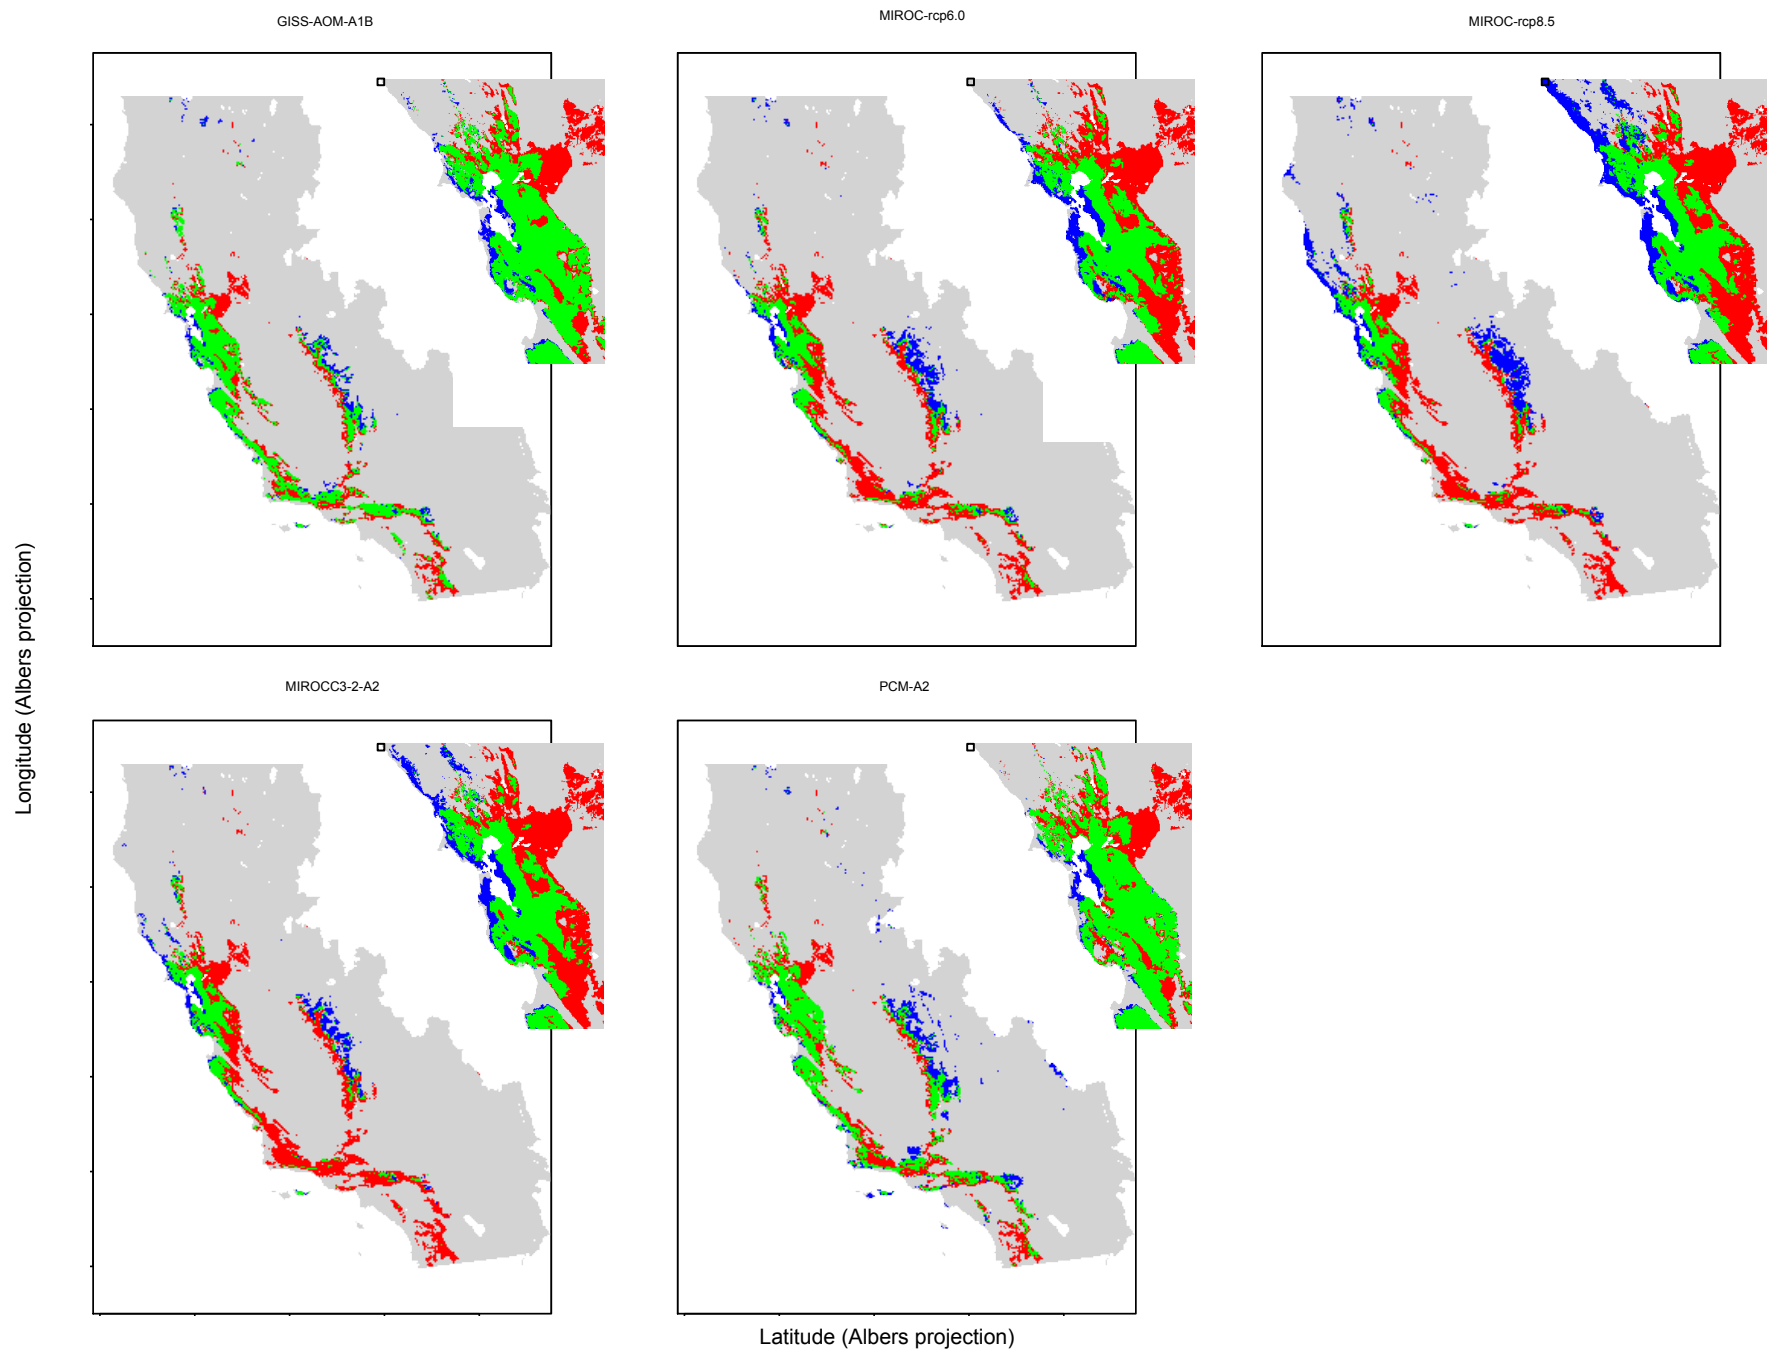 GISS-AOM-A1B
MIROC-rcp6.0
MIROC-rcp8.5
Longitude (Albers projection)
MIROCC3-2-A2
PCM-A2
Latitude (Albers projection)